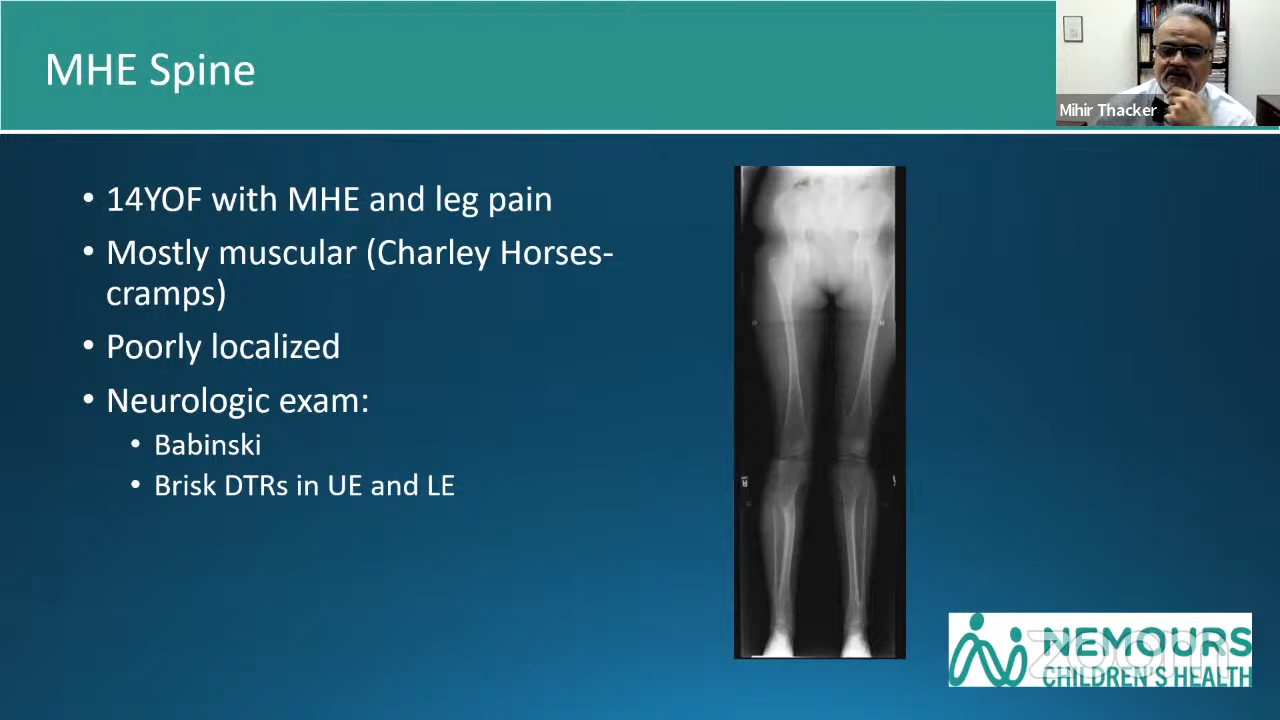 MHE Spine
Mihir Thacker
• 14YOF with MHE and leg pain
• Mostly muscular (Charley Horses-
cramps)
• Poorly localized
• Neurologic exam:
• Babinski
• Brisk DTRs in UE and LE
NEMOURS
zoom
CHILDREN'S HEALTH